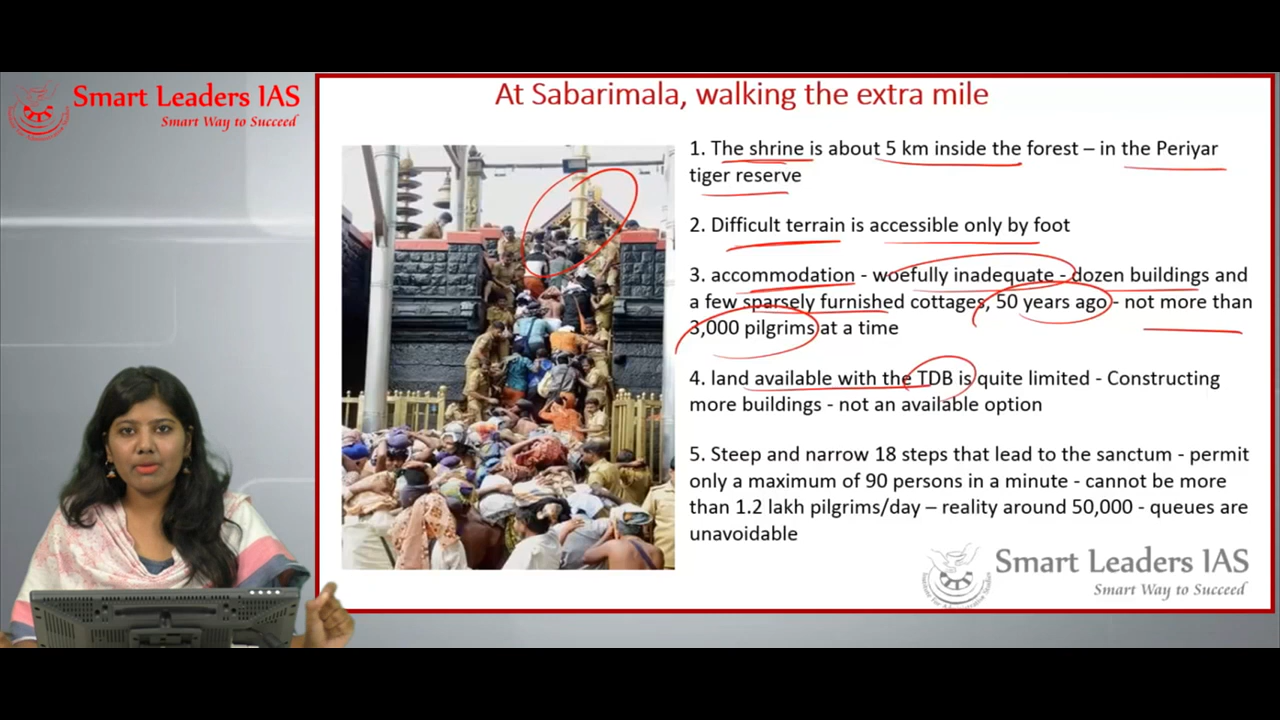 Smart Leaders IAS
Smart Way to Succeed
At Sabarimala, walking the extra mile
1. The shrine is about 5 km inside the forest – in the Periyar
tiger reserve
2. Difficult terrain is accessible only by foot
3. accommodation - woefully inadequate - dozen buildings and
a few sparsely furnished cottages, 50 years ago - not more than
3,000 pilgrims at a time
4. land available with the TDB is quite limited - Constructing
more buildings - not an available option
5. Steep and narrow 18 steps that lead to the sanctum - permit
only a maximum of 90 persons in a minute - cannot be more
than 1.2 lakh pilgrims/day – reality around 50,000 - queues are
unavoidable
Smart Leaders IAS
Smart Way to Succeed